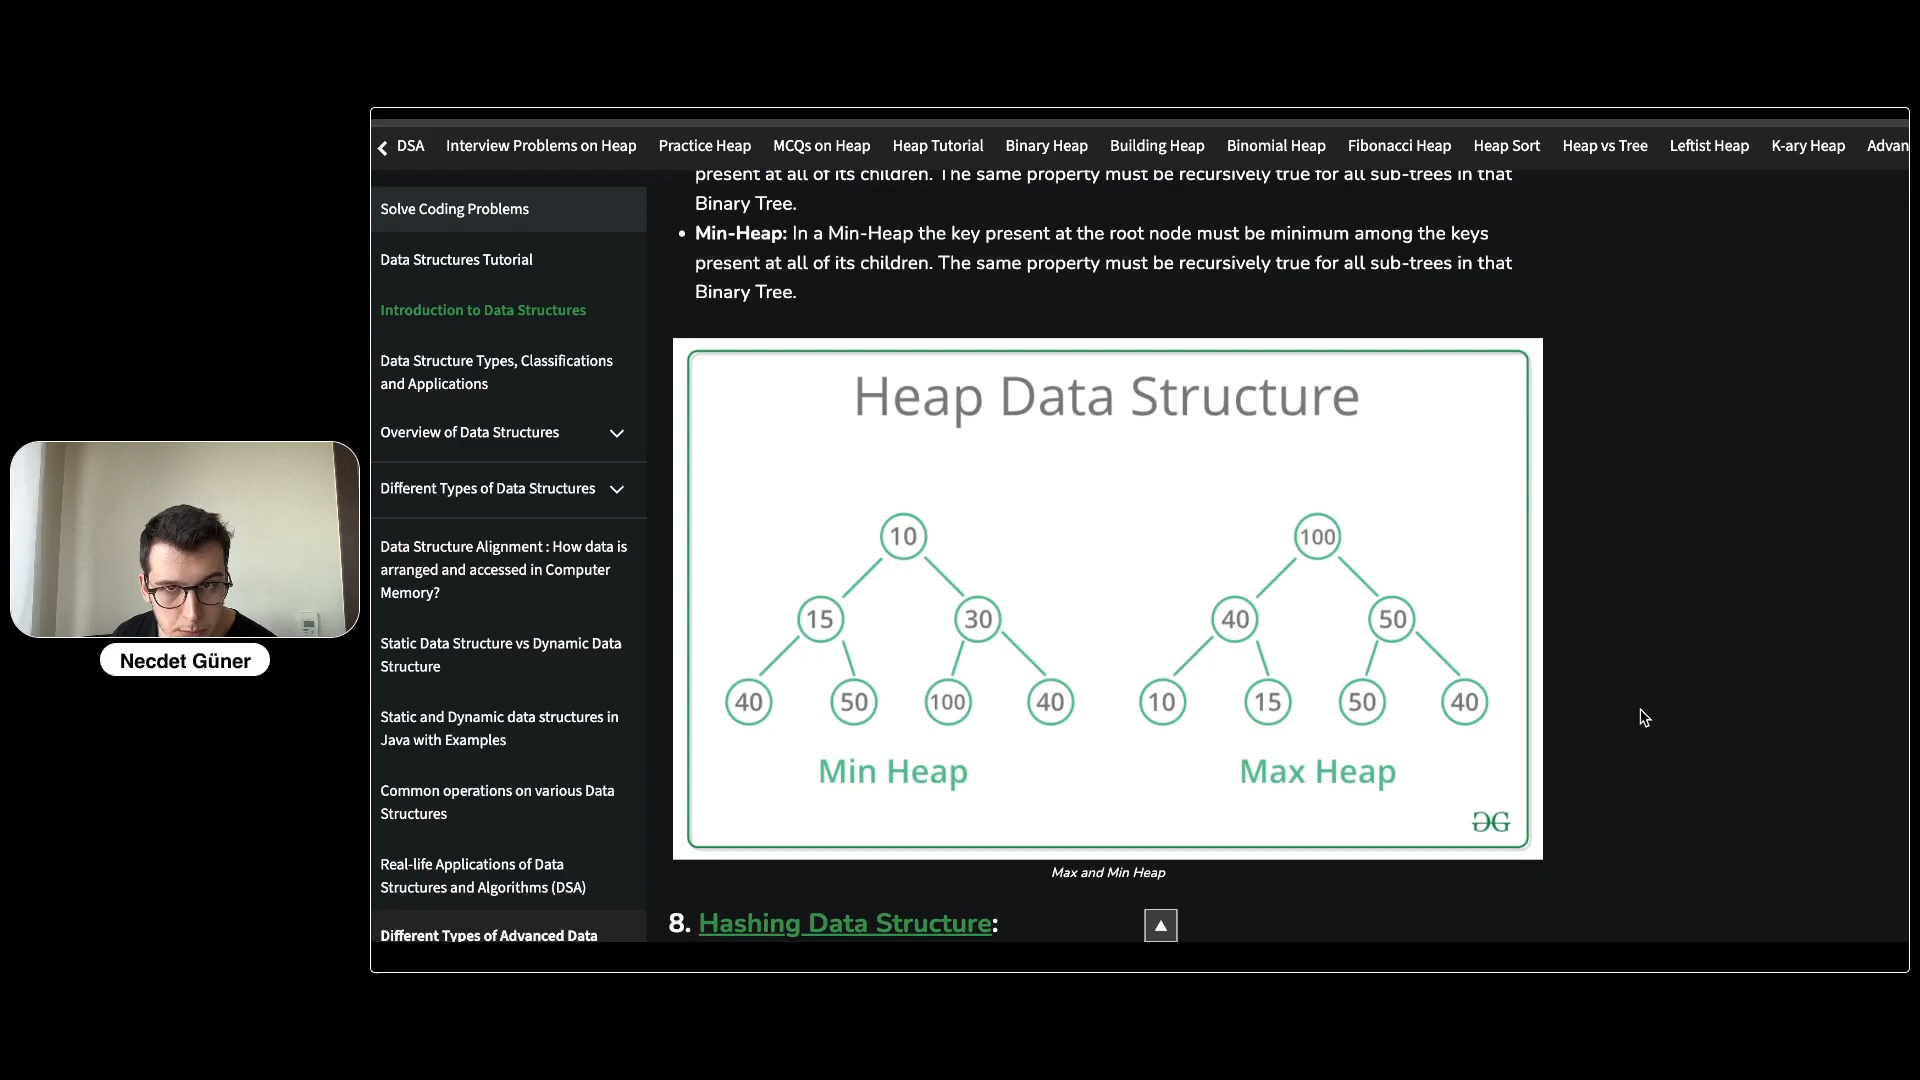 DSA Interview Problems on Heap Practice Heap MCQs on Heap Heap Tutorial Binary Heap Building Heap Binomial Heap Fibonacci Heap Heap Sort Heap vs Tree Leftist Heap K-ary Heap Advan
Solve Coding Problems
Data Structures Tutorial
Introduction to Data Structures
Data Structure Types, Classifications
and Applications
Overview of Data Structures
Different Types of Data Structures
Data Structure Alignment : How data is
arranged and accessed in Computer
Memory?
Static Data Structure vs Dynamic Data
Structure
Static and Dynamic data structures in
Java with Examples
Common operations on various Data
Structures
Real-life Applications of Data
Structures and Algorithms (DSA)
Different Types of Advanced Data
present at all of its children. The same property must be recursively true for all sub-trees in that
Binary Tree.
• Min-Heap: In a Min-Heap the key present at the root node must be minimum among the keys
present at all of its children. The same property must be recursively true for all sub-trees in that
Binary Tree.
Heap Data Structure
10
15 30
40 50 100 40
Min Heap
100
40 50
10 15 50 40
Max Heap
Max and Min Heap
8. Hashing Data Structure:
Necdet Güner